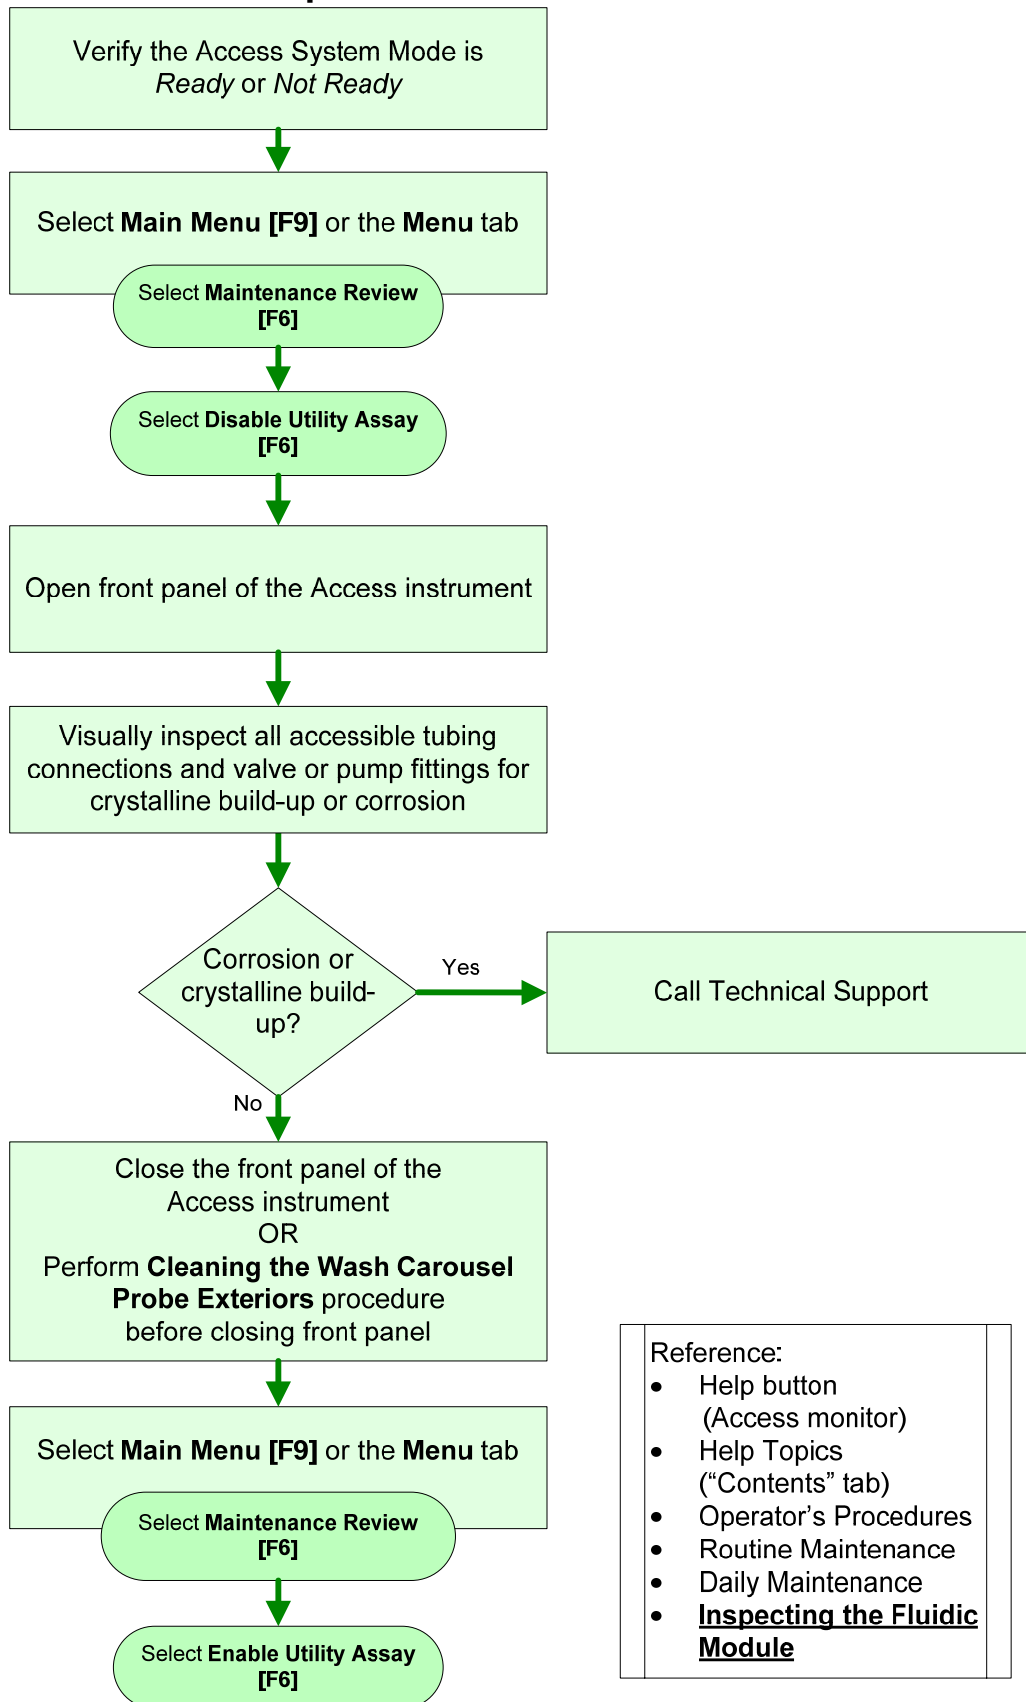 Verify the Access System Mode is
Ready or Not Ready
Select Main Menu [F9] or the Menu tab
Select Maintenance Review
[F6]
Select Disable Utility Assay
[F6]
Open front panel of the Access instrument
Visually inspect all accessible tubing
connections and valve or pump fittings for
crystalline build-up or corrosion
Corrosion or
crystalline build-
up?
Yes
Call Technical Support
No
Close the front panel of the
Access instrument
OR
Perform Cleaning the Wash Carousel
Probe Exteriors procedure
before closing front panel
Select Main Menu [F9] or the Menu tab
Select Maintenance Review
[F6]
Select Enable Utility Assay
[F6]
Reference:
• Help button
(Access monitor)
• Help Topics
(“Contents” tab)
• Operator’s Procedures
• Routine Maintenance
• Daily Maintenance
• Inspecting the Fluidic
Module